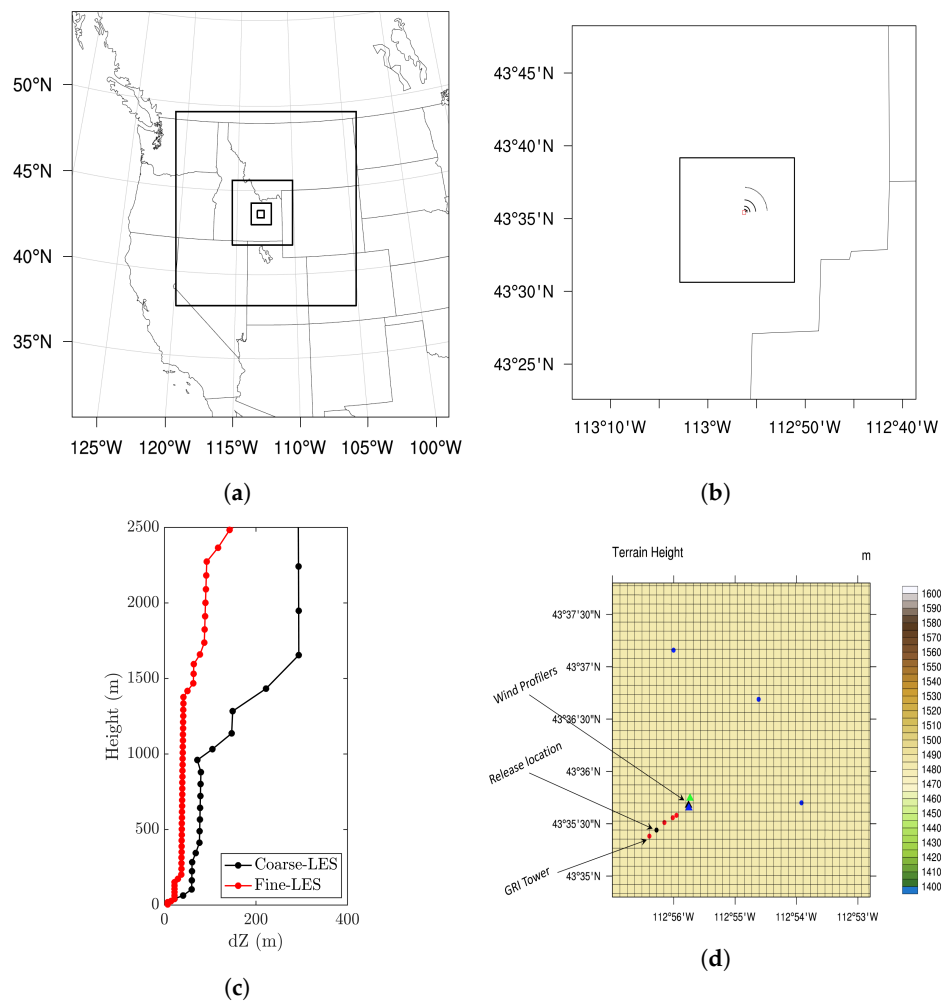 50°N
45°N
40°N
35°N
125°W 120°W 115°W 110°W 105°W 100°W
(a)
43°45'N
43°40'N
43°35'N
43°30'N
43°25'N
113°10'W 113°W 112°50'W 112°40'W
(b)
2500
2000
1500
1000
500
0
Height (m)
Coarse-LES
Fine-LES
0 200 400
dZ (m)
(c)
Terrain Height m
43°37'30"N
43°37'N
43°36'30"N
43°36'N
43°35'30"N
43°35'N
Wind Profilers
Release location
GRI Tower
112°56'W 112°55'W 112°54'W 112°53'W
1600
1590
1580
1570
1560
1550
1540
1530
1520
1510
1500
1490
1480
1470
1460
1450
1440
1430
1420
1410
1400
(d)